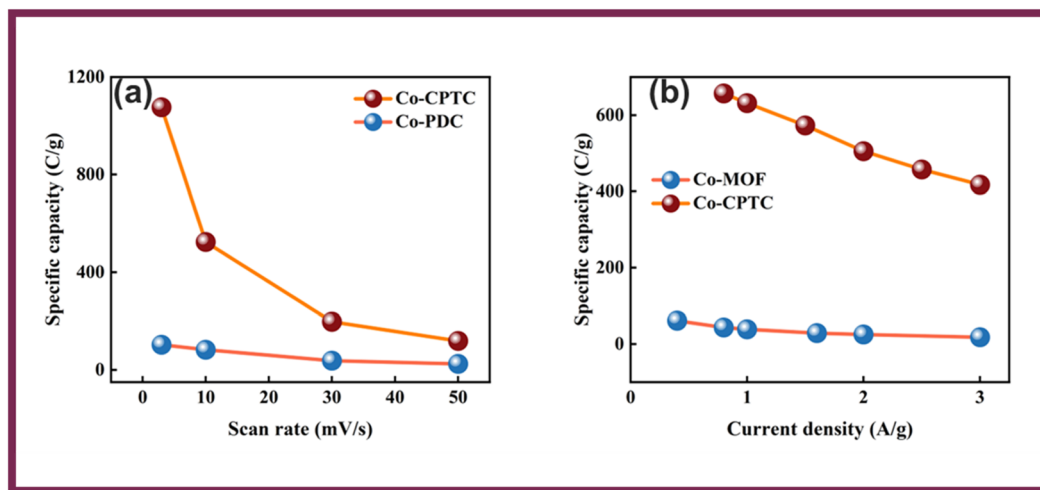 (a)
Co-CPTC
Co-PDC
1200
800
400
0
Specific capacity (C/g)
0 10 20 30 40 50
Scan rate (mV/s)
(b)
Co-MOF
Co-CPTC
600
400
200
0
Specific capacity (C/g)
0 1 2 3
Current density (A/g)